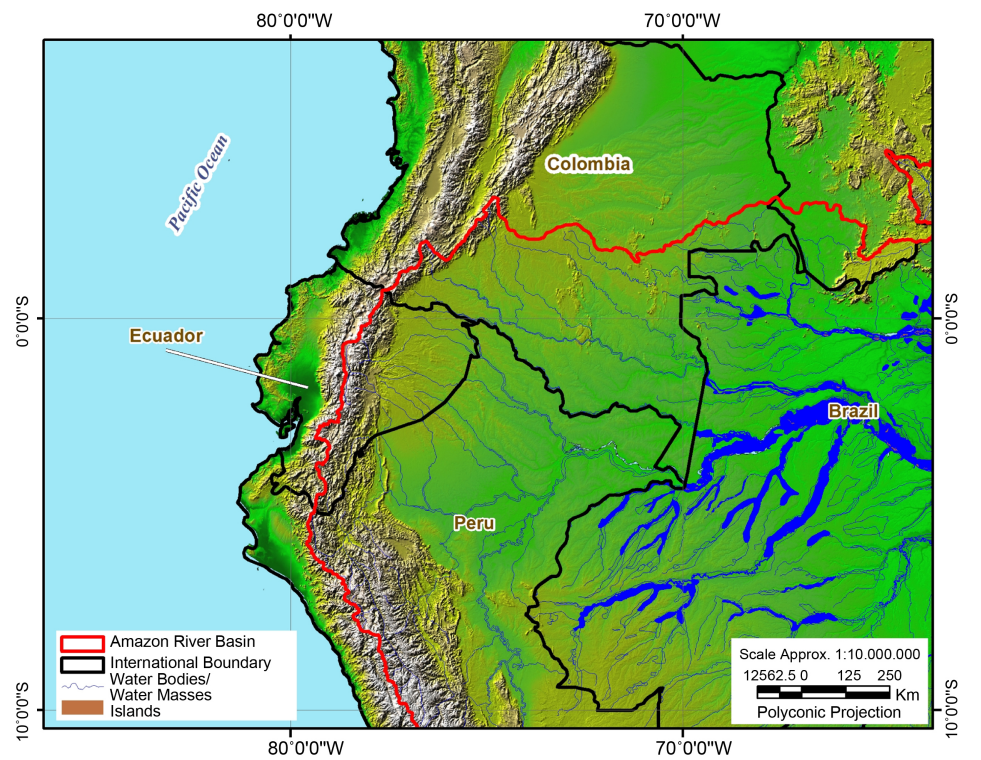 80°0'0"W 70°0'0"W
Pacific Ocean
Colombia
0°0'0"S 0°0'0"S
Ecuador
Brazil
Peru
Amazon River Basin
International Boundary
Water Bodies/
Water Masses
Islands
Scale Approx. 1:10.000.000
12562.5 0 125 250
Km
Polyconic Projection
10°0'0"S 10°0'0"S
80°0'0"W 70°0'0"W